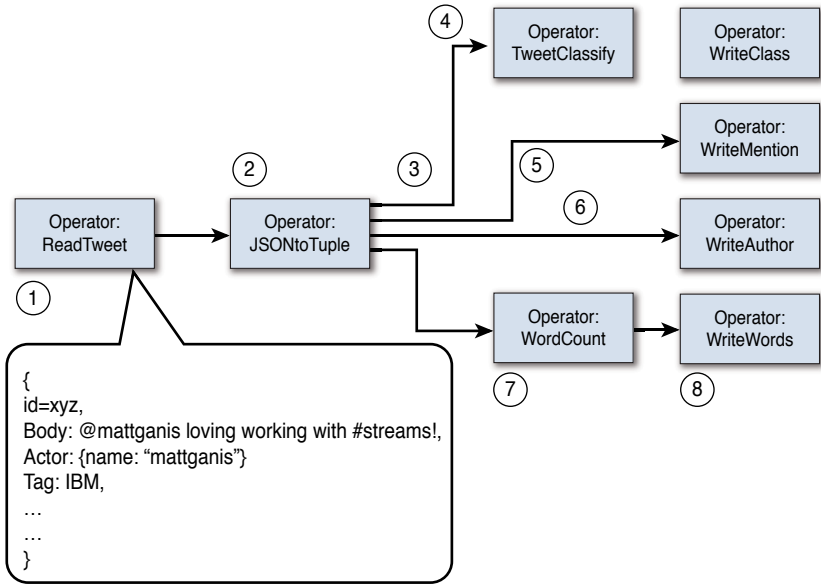 4
Operator:
TweetClassify
Operator:
WriteClass
2
3
5
Operator:
WriteMention
6
Operator:
ReadTweet
Operator:
JSONtoTuple
Operator:
WriteAuthor
1
Operator:
WordCount
Operator:
WriteWords
7
8
{
id=xyz,
Body: @mattganis loving working with #streams!,
Actor: {name: “mattganis”}
Tag: IBM,
…
…
}